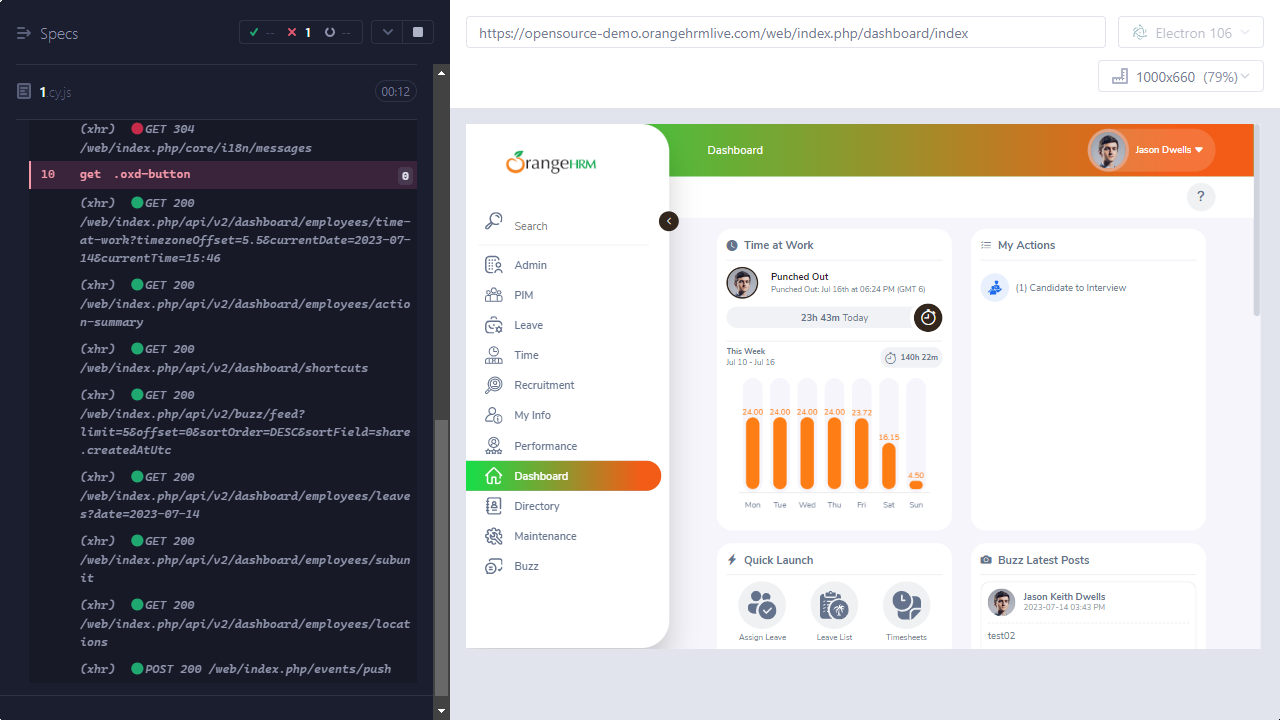 Specs
-- 1 --
1.cy.js
00:12
(xhr) GET 304
/web/index.php/core/i18n/messages
10 get .oxd-button 0
(xhr) GET 200
/web/index.php/api/v2/dashboard/employees/time-
at-work?timezoneOffset=5.5&currentDate=2023-07-
14&currentTime=15:46
(xhr) GET 200
/web/index.php/api/v2/dashboard/employees/actio
n-summary
(xhr) GET 200
/web/index.php/api/v2/dashboard/shortcuts
(xhr) GET 200
/web/index.php/api/v2/buzz/feed?
limit=5&offset=0&sortOrder=DESC&sortField=share
.createdAtUtc
(xhr) GET 200
/web/index.php/api/v2/dashboard/employees/leave
s?date=2023-07-14
(xhr) GET 200
/web/index.php/api/v2/dashboard/employees/subun
it
(xhr) GET 200
/web/index.php/api/v2/dashboard/employees/locat
ions
(xhr) POST 200 /web/index.php/events/push
https://opensource-demo.orangehrmlive.com/web/index.php/dashboard/index
Electron 106
1000x660 (79%)
OrangeHRM
Search
Admin
PIM
Leave
Time
Recruitment
My Info
Performance
Dashboard
Directory
Maintenance
Buzz
Dashboard
Jason Dwells
?
Time at Work
Punched Out
Punched Out: Jul 16th at 06:24 PM (GMT 6)
23h 43m Today
This Week
Jul 10 - Jul 16
140h 22m
24.00 24.00 24.00 24.00 23.72 16.15 4.50
Mon Tue Wed Thu Fri Sat Sun
My Actions
(1) Candidate to Interview
Quick Launch
Assign Leave Leave List Timesheets
Buzz Latest Posts
Jason Keith Dwells
2023-07-14 03:43 PM
test02